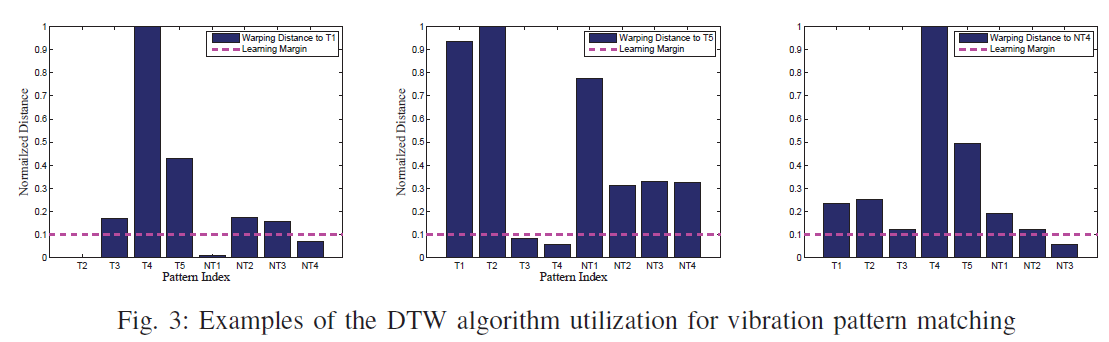 1
0.9
0.8
0.7
0.6
0.5
0.4
0.3
0.2
0.1
0
Normailzed Distance
Warping Distance to T1
Learning Margin
T2 T3 T4 T5 NT1 NT2 NT3 NT4
Pattern Index
1
0.9
0.8
0.7
0.6
0.5
0.4
0.3
0.2
0.1
0
Normailzed Distance
Warping Distance to T5
Learning Margin
T1 T2 T3 T4 NT1 NT2 NT3 NT4
Pattern Index
1
0.9
0.8
0.7
0.6
0.5
0.4
0.3
0.2
0.1
0
Warping Distance to NT4
Learning Margin
T1 T2 T3 T4 T5 NT1 NT2 NT3
Fig. 3: Examples of the DTW algorithm utilization for vibration pattern matching